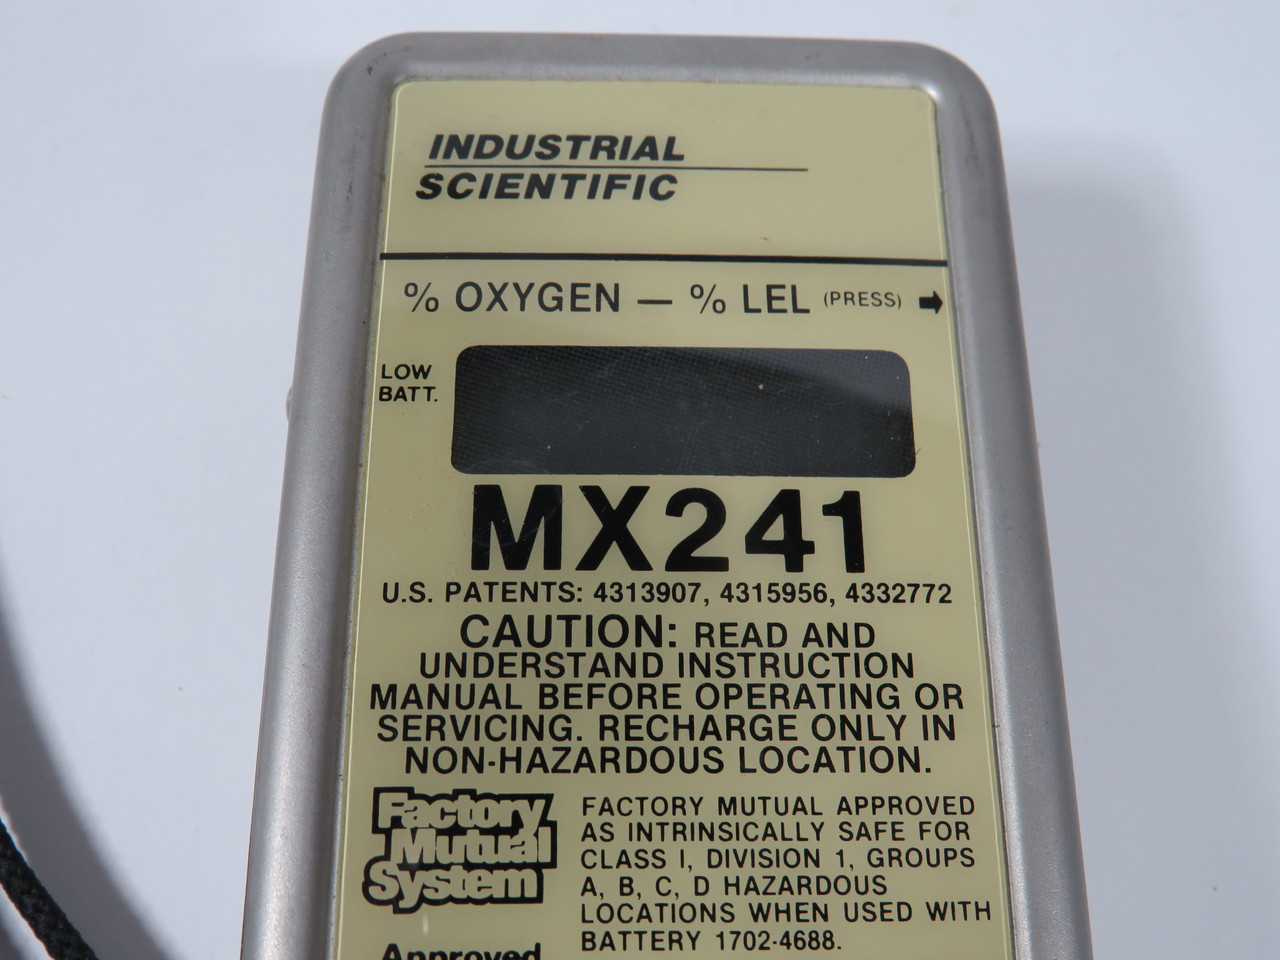 INDUSTRIAL
SCIENTIFIC
% OXYGEN — % LEL (PRESS) ➡
LOW
BATT.
MX241
U.S. PATENTS: 4313907, 4315956, 4332772
CAUTION: READ AND
UNDERSTAND INSTRUCTION
MANUAL BEFORE OPERATING OR
SERVICING. RECHARGE ONLY IN
NON-HAZARDOUS LOCATION.
Factory
Mutual
System
Approved
FACTORY MUTUAL APPROVED
AS INTRINSICALLY SAFE FOR
CLASS I, DIVISION 1, GROUPS
A, B, C, D HAZARDOUS
LOCATIONS WHEN USED WITH
BATTERY 1702-4688.